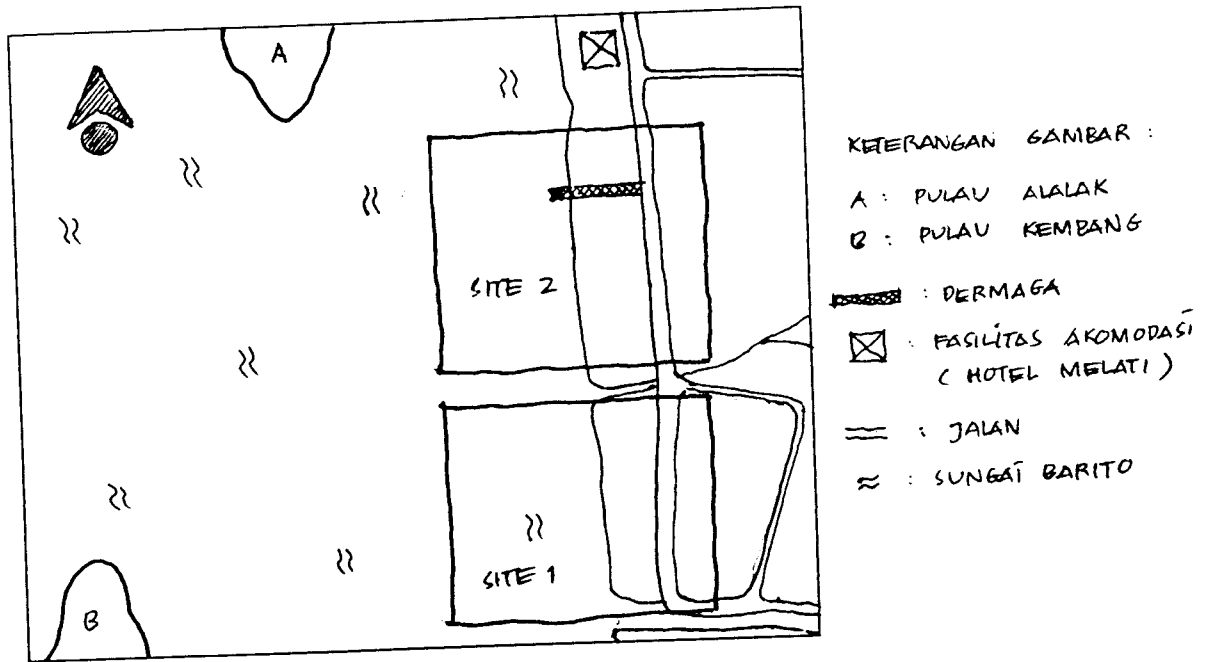 A
SITE 2
SITE 1
B
KETERANGAN GAMBAR :
A : PULAU ALALAK
B : PULAU KEMBANG
: DERMAGA
: FASILITAS AKOMODASI
( HOTEL MELATI )
: JALAN
: SUNGAI BARITO